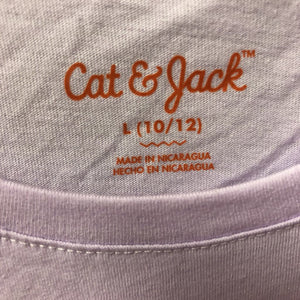 Cat & Jack™
L (10/12)
MADE IN NICARAGUA
HECHO EN NICARAGUA